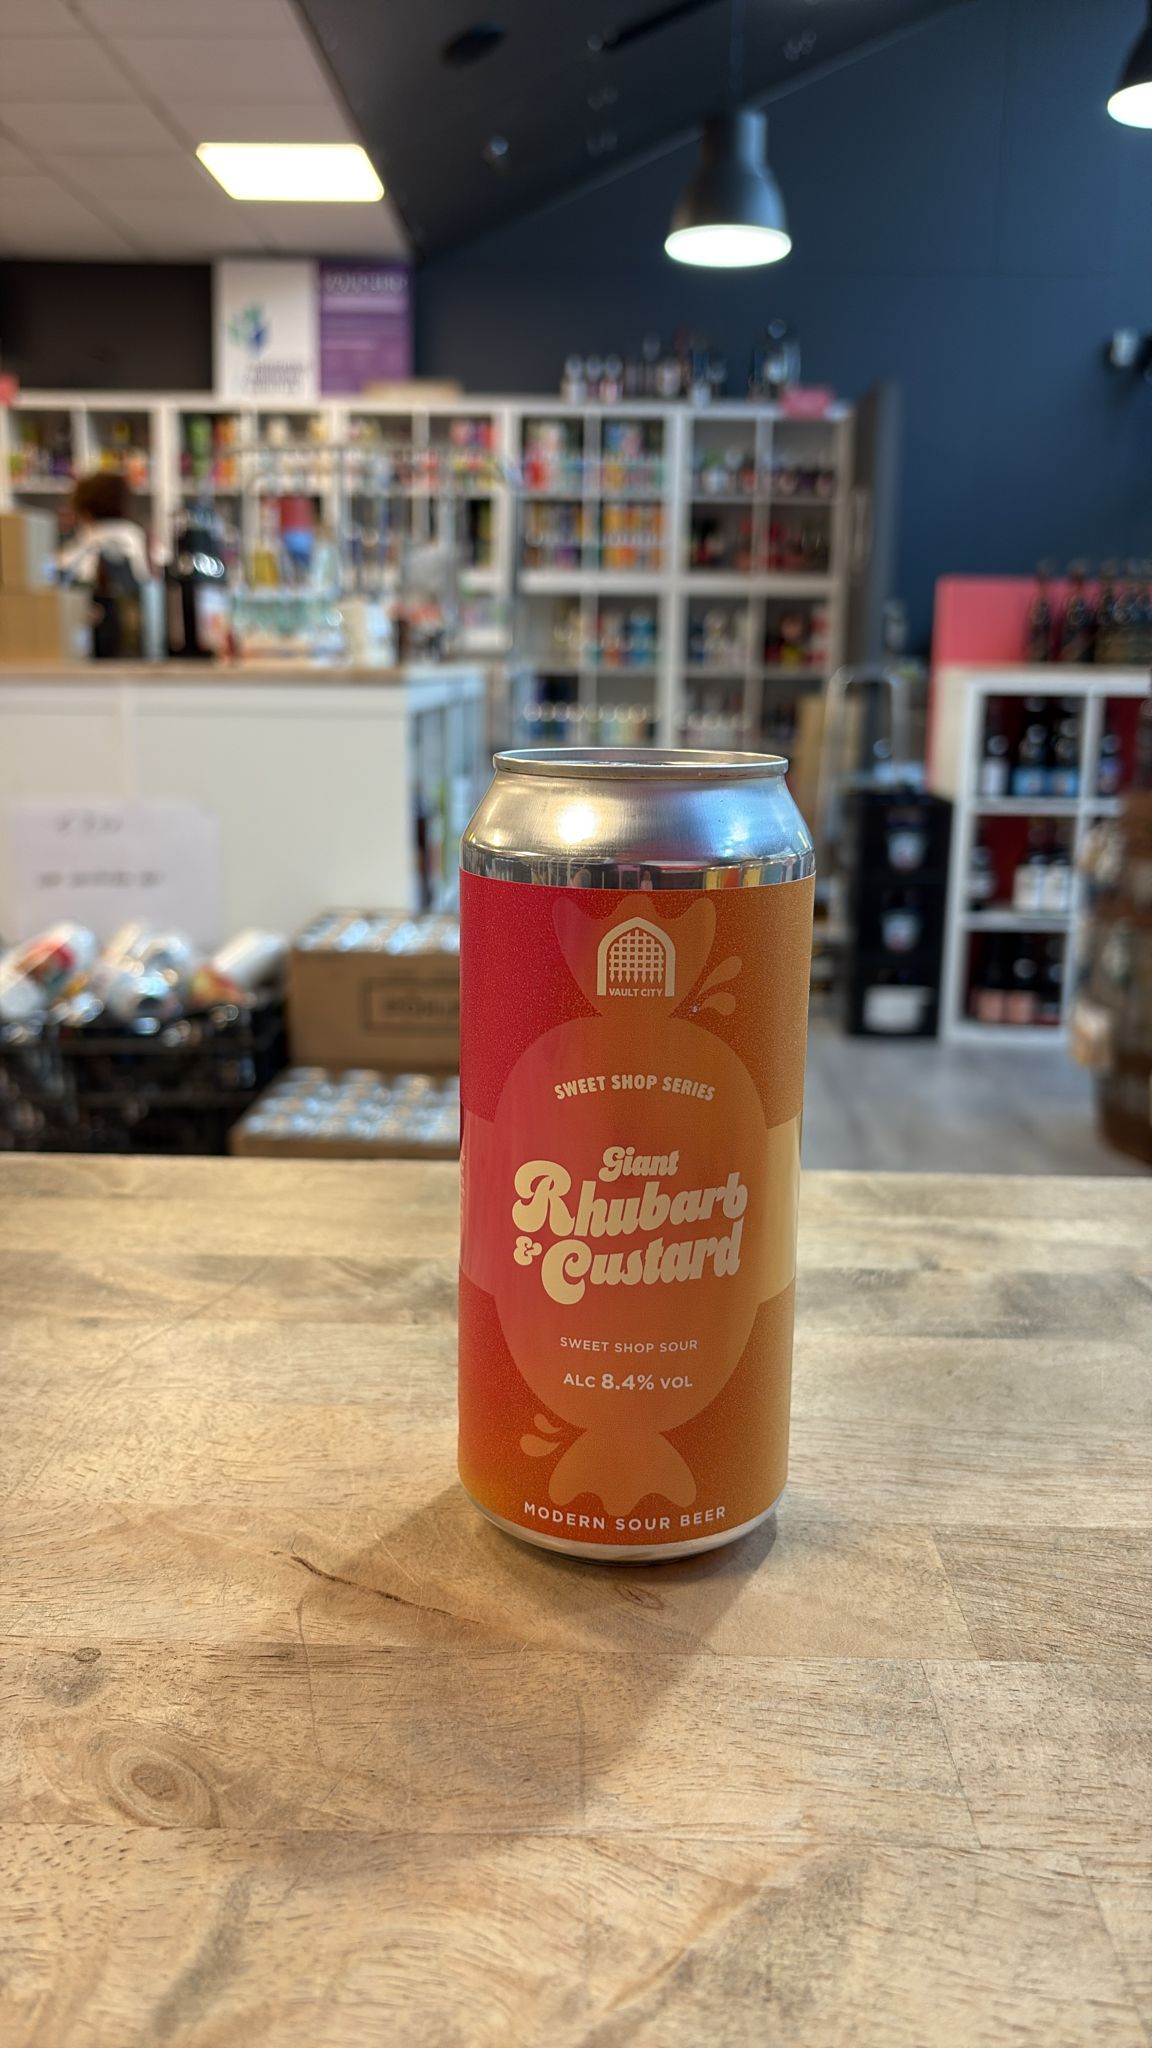 VAULT CITY
SWEET SHOP SERIES
Giant
Rhubarb
& Custard
SWEET SHOP SOUR
ALC 8.4% VOL
MODERN SOUR BEER